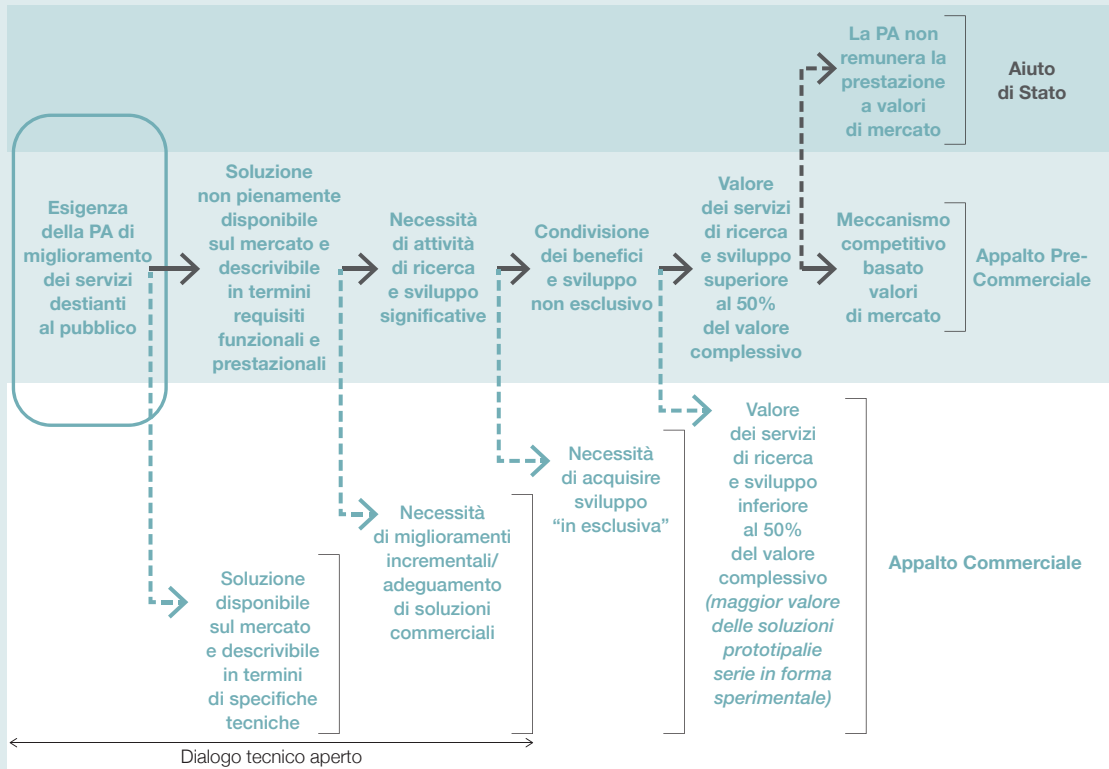 La PA non
remunera la
prestazione
a valori
di mercato
Aiuto
di Stato
Esigenza
della PA di
miglioramento
dei servizi
destianti
al pubblico
Soluzione
non pienamente
disponibile
sul mercato e
descrivibile
in termini
requisiti
funzionali e
prestazionali
Necessità
di attività
di ricerca
e sviluppo
significative
Condivisione
dei benefici
e sviluppo
non esclusivo
Valore
dei servizi
di ricerca
e sviluppo
superiore
al 50%
del valore
complessivo
Meccanismo
competitivo
basato
valori
di mercato
Appalto Pre-
Commerciale
Soluzione
disponibile
sul mercato
e descrivibile
in termini
di specifiche
tecniche
Necessità
di miglioramenti
incrementali/
adeguamento
di soluzioni
commerciali
Necessità
di acquisire
sviluppo
“in esclusiva”
Valore
dei servizi
di ricerca
e sviluppo
inferiore
al 50%
del valore
complessivo
(maggior valore
delle soluzioni
prototipalie
serie in forma
sperimentale)
Appalto Commerciale
Dialogo tecnico aperto